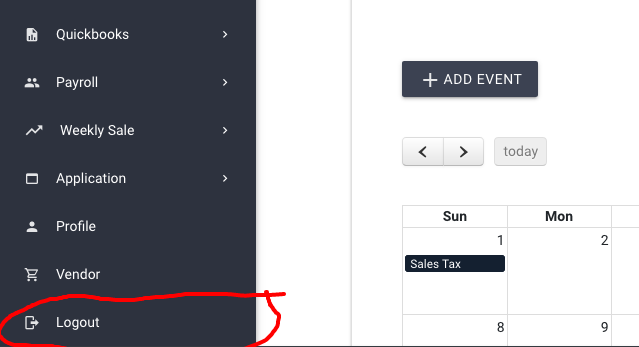 Quickbooks
Payroll
Weekly Sale
Application
Profile
Vendor
Logout
+ ADD EVENT
today
Sun Mon
1 2
Sales Tax
8 9